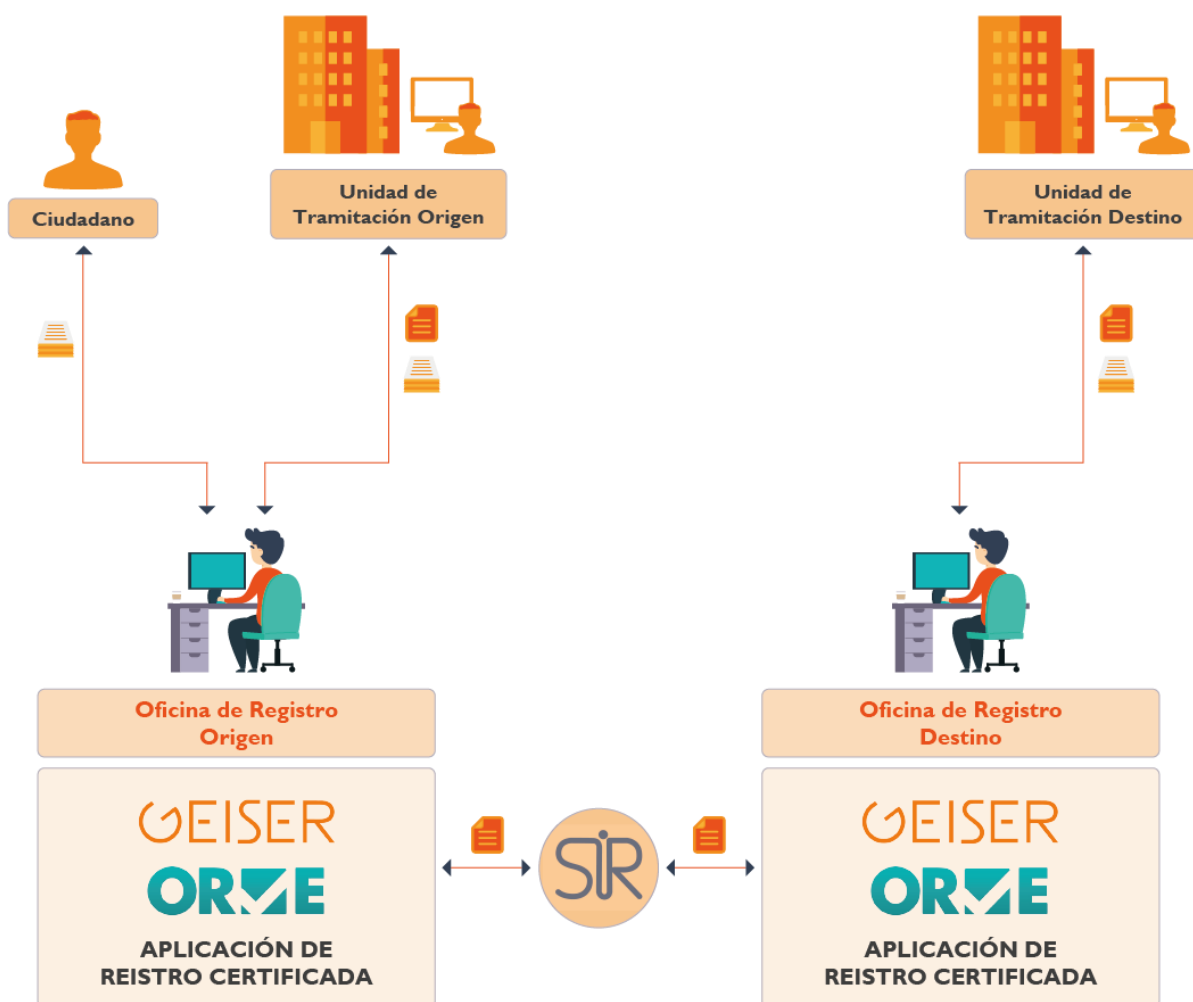 Ciudadano
Unidad de
Tramitación Origen
Unidad de
Tramitación Destino
Oficina de Registro
Origen
Oficina de Registro
Destino
GEISER
ORVE
APLICACIÓN DE
REISTRO CERTIFICADA
SIR
GEISER
ORVE
APLICACIÓN DE
REISTRO CERTIFICADA